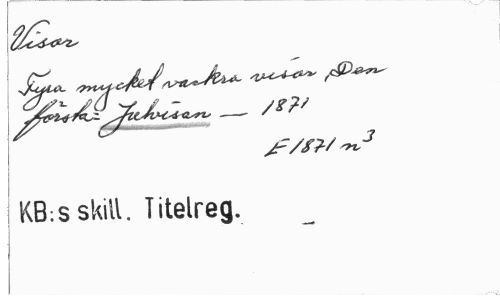 Visor
Fyra mycket vackra visor, Den
första = Julvisan — 1871
E 1871 n³
KB:s skill. Titelreg.